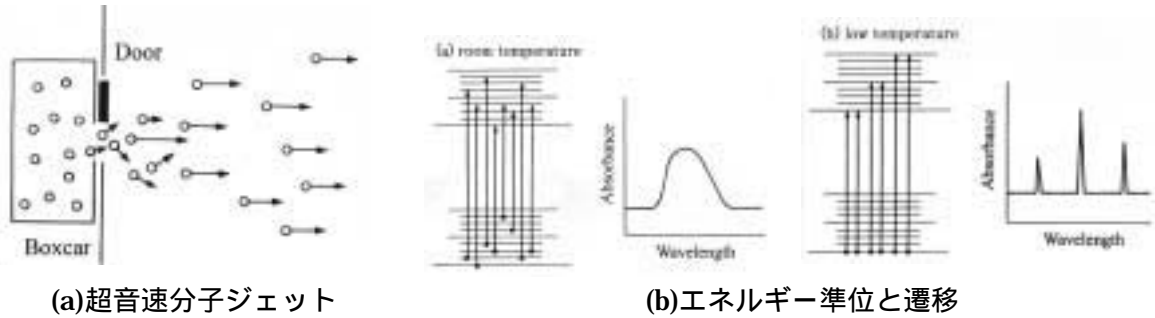 Door
Boxcar
(a) room temperature
Absorbance
Wavelength
(b) low temperature
Absorbance
Wavelength
(a)超音速分子ジェット
(b)エネルギー準位と遷移